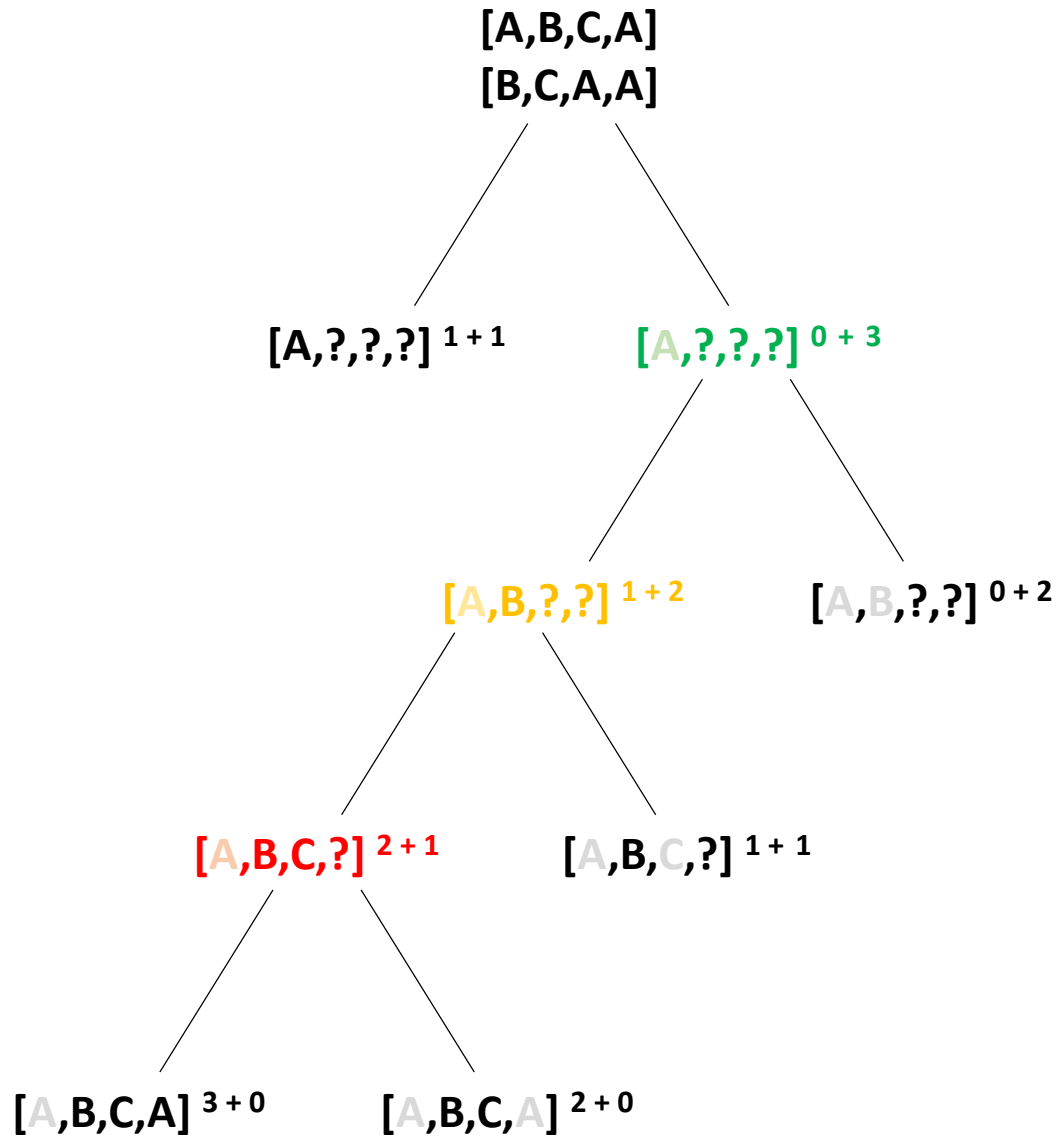 [A,B,C,A]
[B,C,A,A]
[A,?,?,?] 1 + 1
[A,?,?,?] 0 + 3
[A,B,?,?] 1 + 2
[A,B,?,?] 0 + 2
[A,B,C,?] 2 + 1
[A,B,C,?] 1 + 1
[A,B,C,A] 3 + 0
[A,B,C,A] 2 + 0